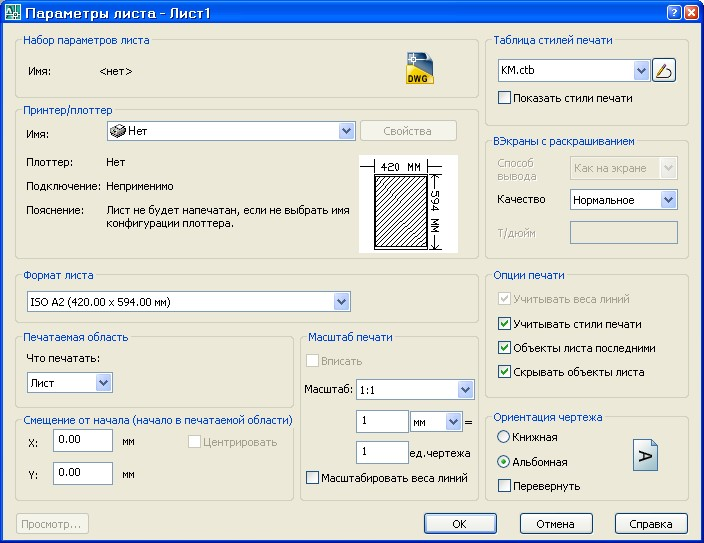 Параметры листа - Лист1
Набор параметров листа
Имя: <нет>
DWG
Принтер/плоттер
Имя: Нет
Свойства
Плоттер: Нет
Подключение: Неприменимо
Пояснение: Лист не будет напечатан, если не выбрать имя
конфигурации плоттера.
420 MM
594 MM
Формат листа
ISO A2 (420.00 x 594.00 мм)
Печатаемая область
Что печатать:
Лист
Смещение от начала (начало в печатаемой области)
X: 0.00 мм
Центрировать
Y: 0.00 мм
Масштаб печати
Вписать
Масштаб: 1:1
1 мм =
1 ед.чертежа
Масштабировать веса линий
Таблица стилей печати
KM.ctb
Показать стили печати
ВЭкраны с раскрашиванием
Способ
вывода
Как на экране
Качество Нормальное
Т/дюйм
Опции печати
Учитывать веса линий
Учитывать стили печати
Объекты листа последними
Скрывать объекты листа
Ориентация чертежа
Книжная
Альбомная
A
Перевернуть
Просмотр...
OK
Отмена
Справка